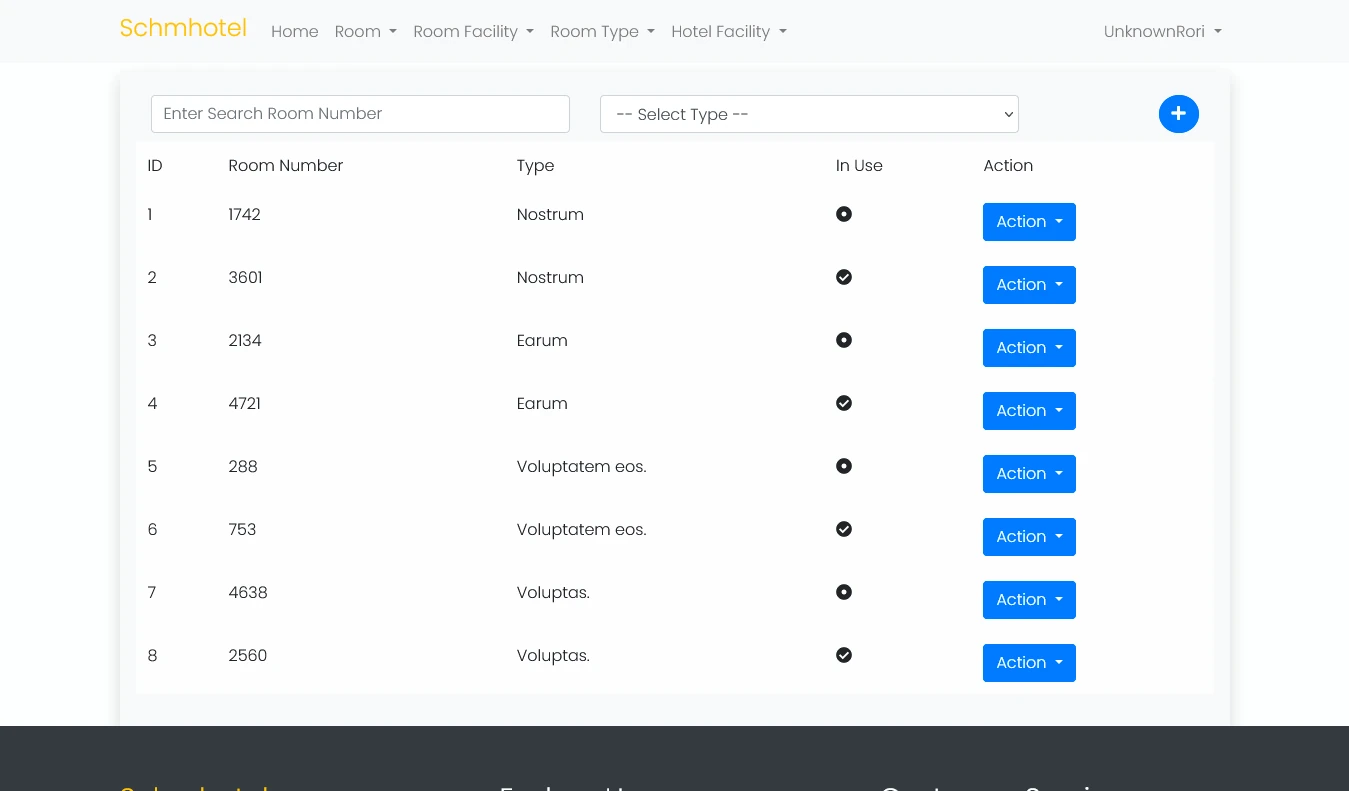 Schmhotel Home Room Room Facility Room Type Hotel Facility UnknownRori
Enter Search Room Number -- Select Type --
ID Room Number Type In Use Action
1 1742 Nostrum Action
2 3601 Nostrum Action
3 2134 Earum Action
4 4721 Earum Action
5 288 Voluptatem eos. Action
6 753 Voluptatem eos. Action
7 4638 Voluptas. Action
8 2560 Voluptas. Action